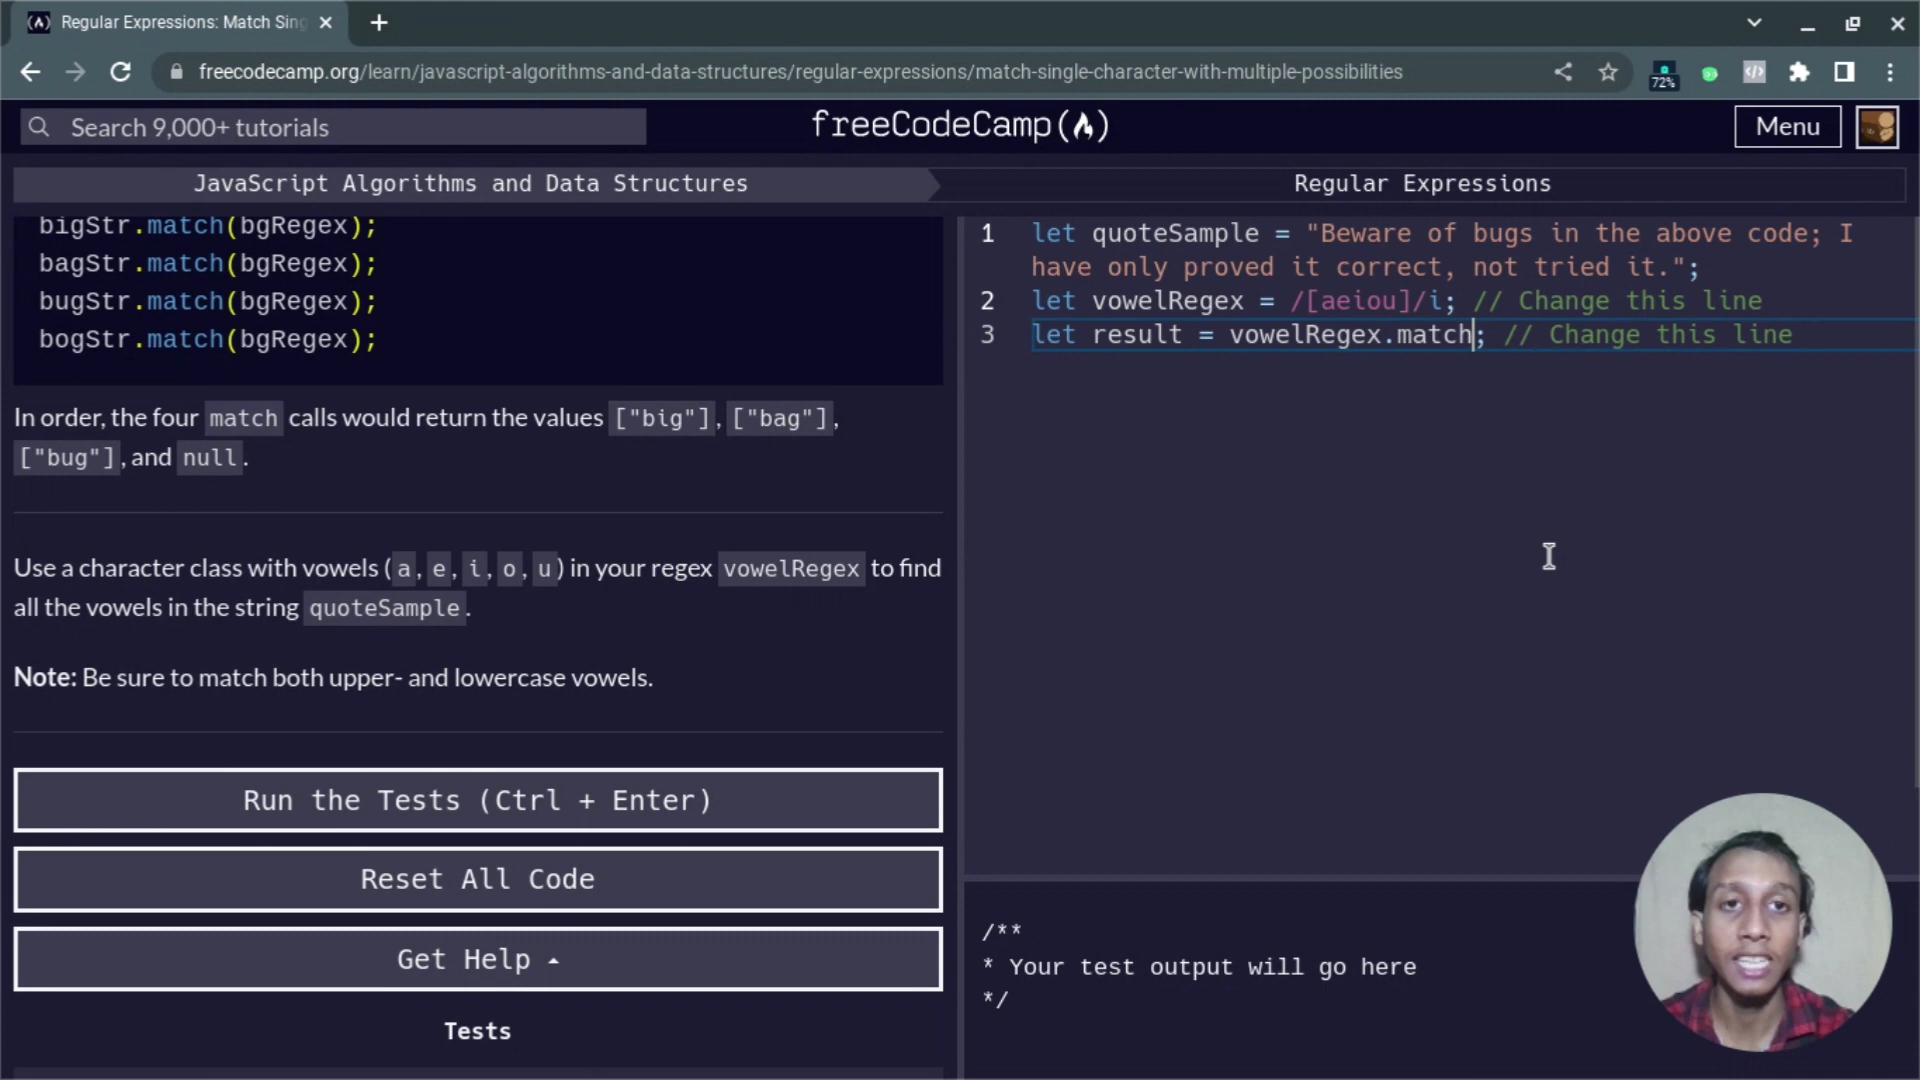 Regular Expressions: Match Sing
freecodecamp.org/learn/javascript-algorithms-and-data-structures/regular-expressions/match-single-character-with-multiple-possibilities
72%
Search 9,000+ tutorials
freeCodeCamp
Menu
JavaScript Algorithms and Data Structures
Regular Expressions
bigStr.match(bgRegex);
bagStr.match(bgRegex);
bugStr.match(bgRegex);
bogStr.match(bgRegex);
In order, the four match calls would return the values ["big"], ["bag"],
["bug"], and null.
Use a character class with vowels (a, e, i, o, u) in your regex vowelRegex to find
all the vowels in the string quoteSample.
Note: Be sure to match both upper- and lowercase vowels.
Run the Tests (Ctrl + Enter)
Reset All Code
Get Help
Tests
1 let quoteSample = "Beware of bugs in the above code; I
have only proved it correct, not tried it.";
2 let vowelRegex = /[aeiou]/i; // Change this line
3 let result = vowelRegex.match; // Change this line
/**
* Your test output will go here
*/